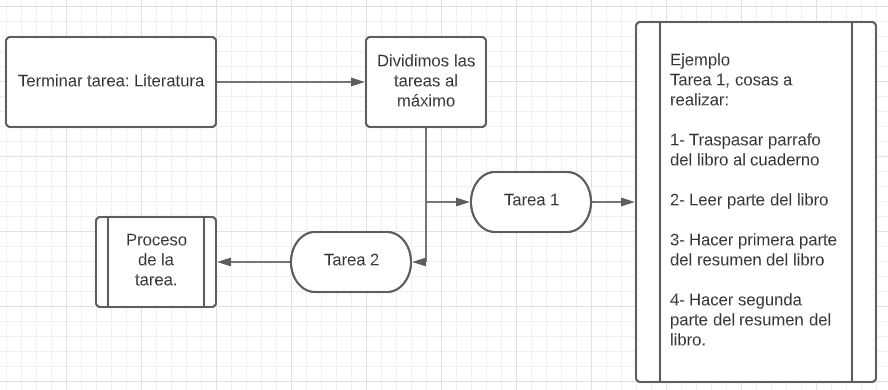 Terminar tarea: Literatura
Dividimos las
tareas al
máximo
Tarea 1
Ejemplo
Tarea 1, cosas a
realizar:
1- Traspasar parrafo
del libro al cuaderno
2- Leer parte del libro
3- Hacer primera parte
del resumen del libro
4- Hacer segunda
parte del resumen del
libro.
Tarea 2
Proceso
de la
tarea.